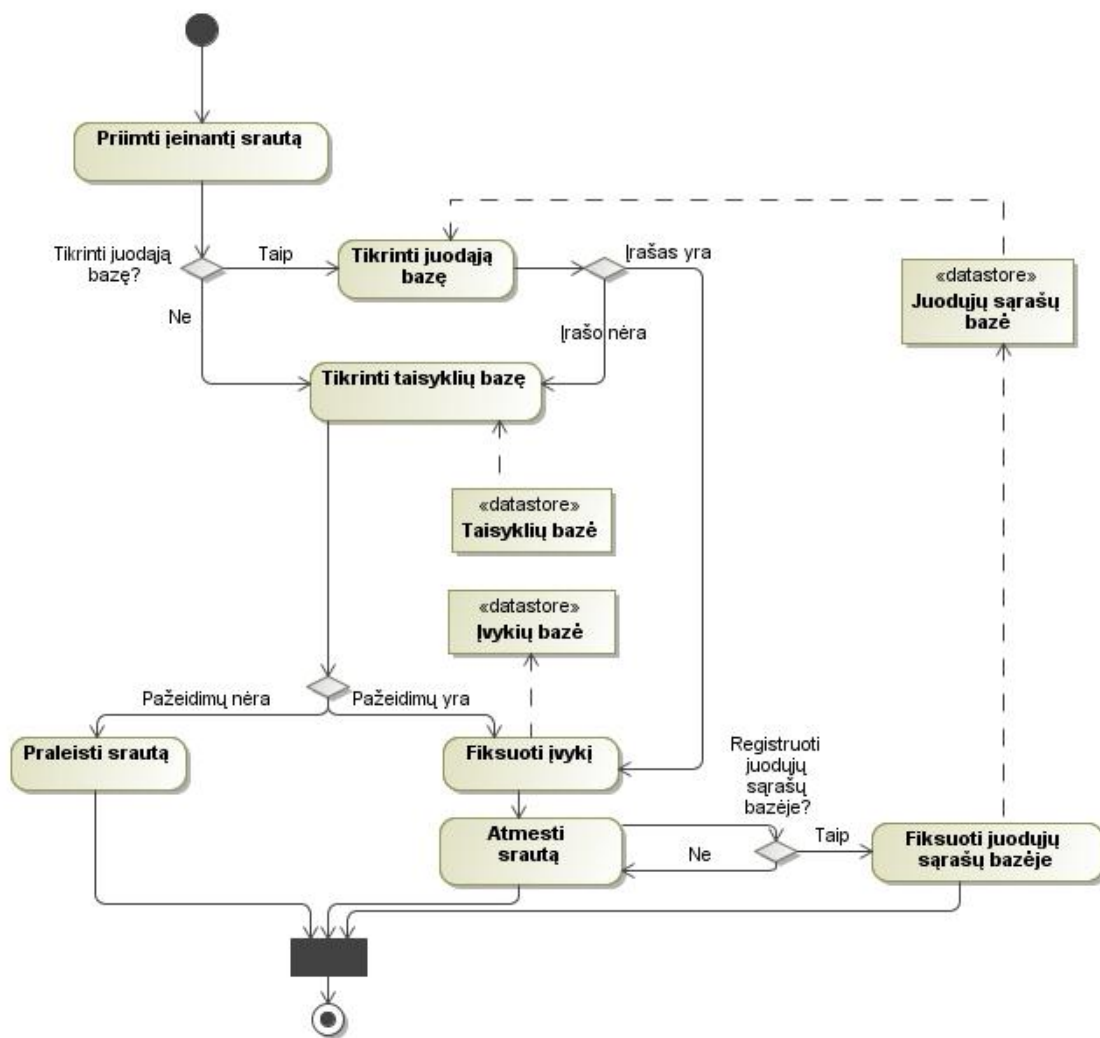 Priimti įeinantį srautą
Tikrinti juodąją
bazę?
Taip
Tikrinti juodąją
bazę
Įrašas yra
«datastore»
Juodųjų sąrašų
bazė
Ne
Įrašo nėra
Tikrinti taisyklių bazę
«datastore»
Taisyklių bazė
«datastore»
Įvykių bazė
Pažeidimų nėra
Pažeidimų yra
Praleisti srautą
Fiksuoti įvykį
Registruoti
juodųjų
sąrašų
bazėje?
Atmesti
srautą
Ne
Taip
Fiksuoti juodųjų
sąrašų bazėje